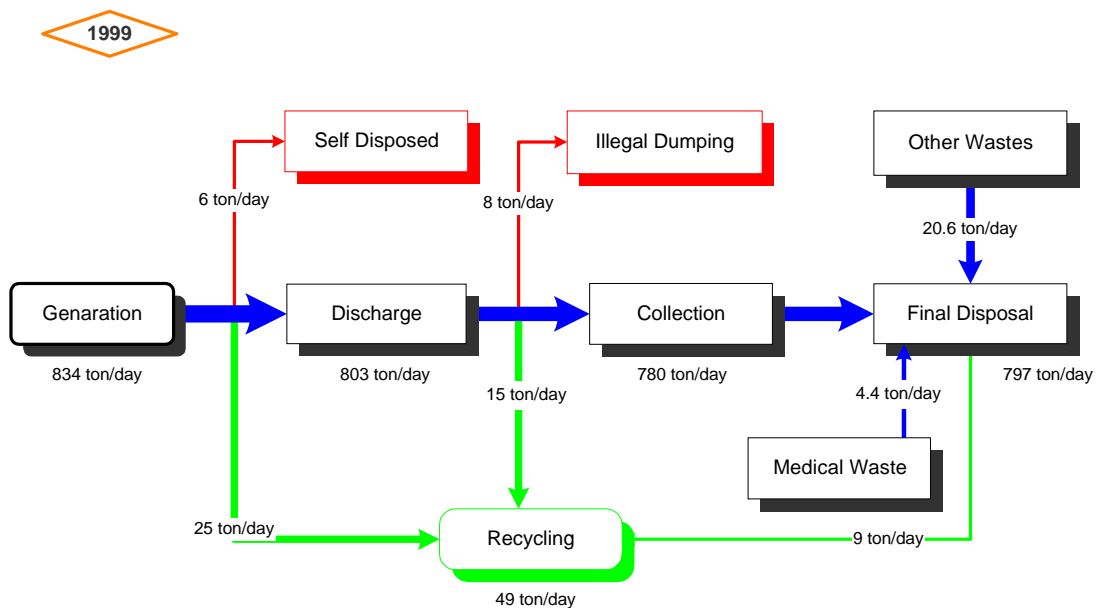 1999
Self Disposed
Illegal Dumping
Other Wastes
6 ton/day
8 ton/day
20.6 ton/day
Genaration
Discharge
Collection
Final Disposal
834 ton/day
803 ton/day
780 ton/day
797 ton/day
15 ton/day
4.4 ton/day
Medical Waste
25 ton/day
Recycling
9 ton/day
49 ton/day